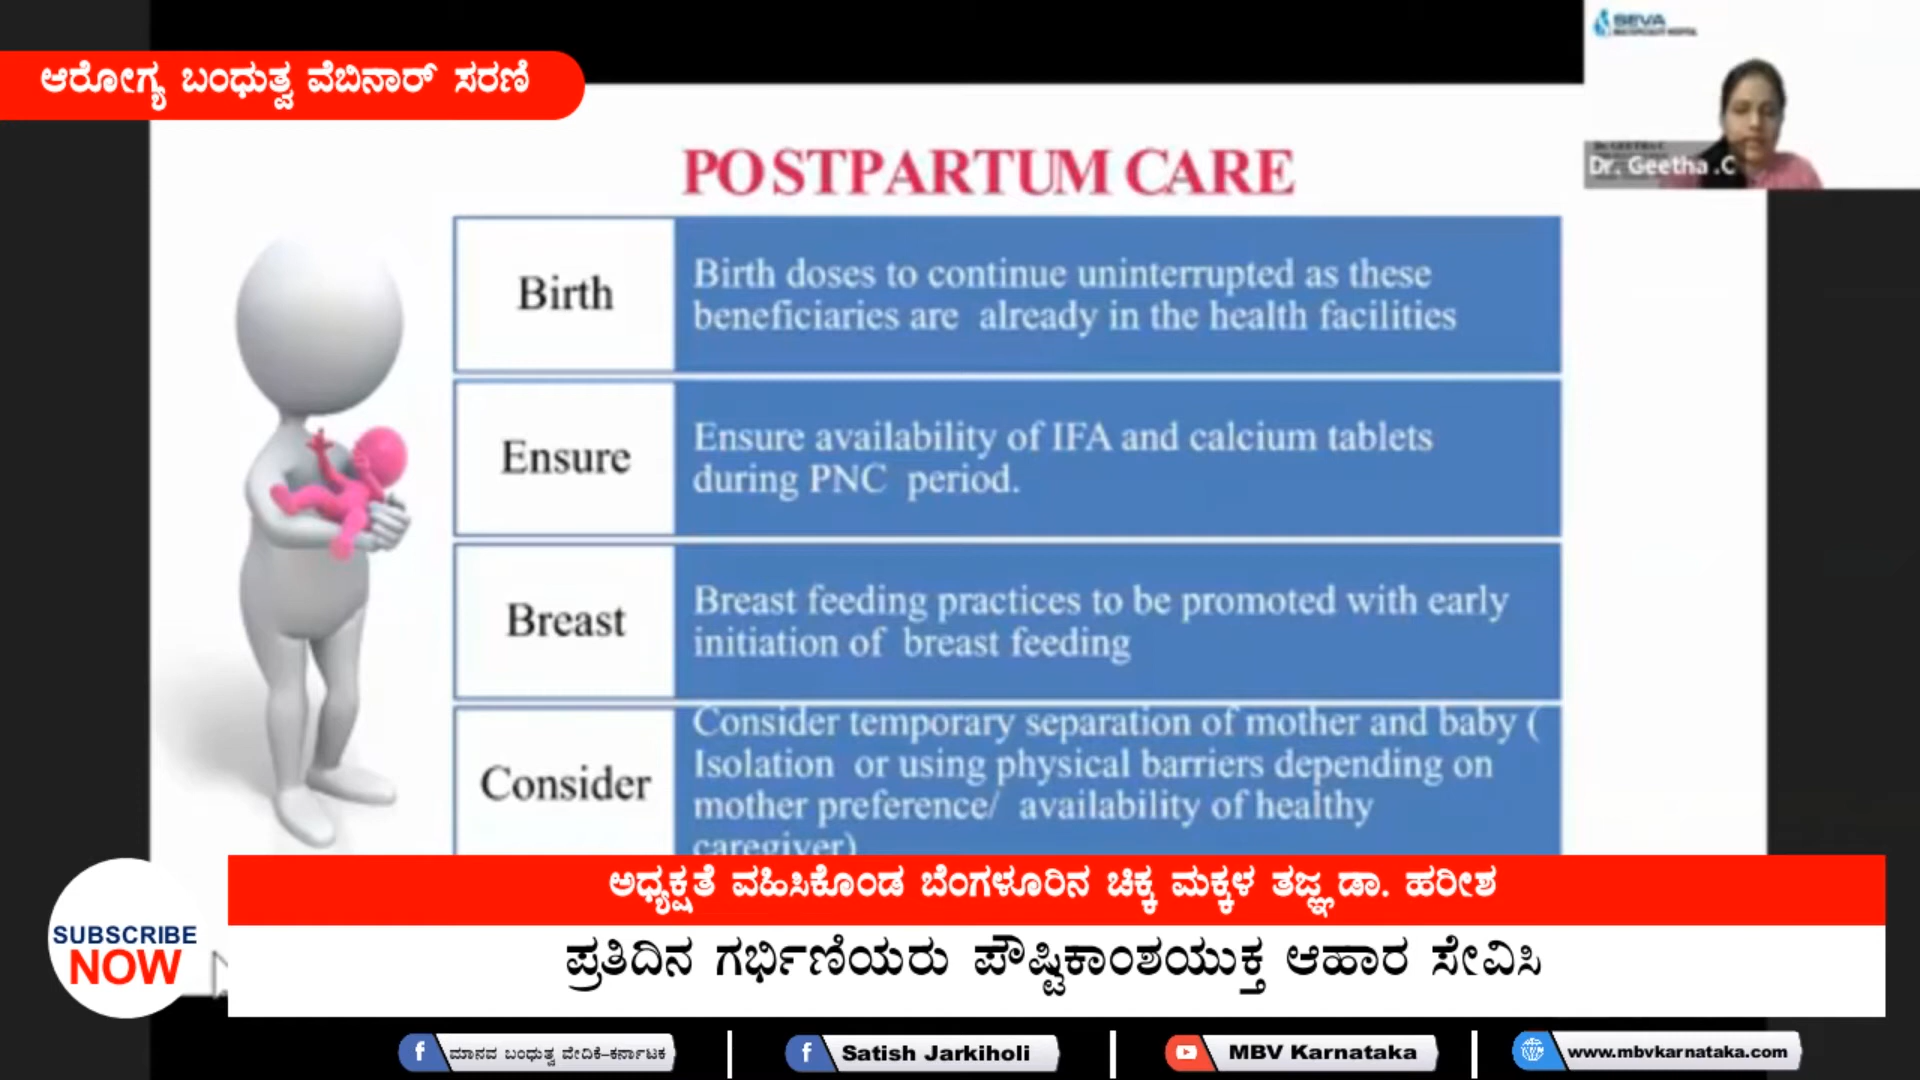 SEVA
ಆರೋಗ್ಯ ಬಂಧುತ್ವ ವೆಬಿನಾರ್ ಸರಣಿ
Dr. Geetha .C
POSTPARTUM CARE
Birth
Birth doses to continue uninterrupted as these
beneficiaries are already in the health facilities
Ensure
Ensure availability of IFA and calcium tablets
during PNC period.
Breast
Breast feeding practices to be promoted with early
initiation of breast feeding
Consider
Consider temporary separation of mother and baby (
Isolation or using physical barriers depending on
mother preference/ availability of healthy
caregiver)
ಅಧ್ಯಕ್ಷತೆ ವಹಿಸಿಕೊಂಡ ಬೆಂಗಳೂರಿನ ಚಿಕ್ಕ ಮಕ್ಕಳ ತಜ್ಞ ಡಾ. ಹರೀಶ
SUBSCRIBE
NOW
ಪ್ರತಿದಿನ ಗರ್ಭಿಣಿಯರು ಪೌಷ್ಟಿಕಾಂಶಯುಕ್ತ ಆಹಾರ ಸೇವಿಸಿ
ಮಾನವ ಬಂಧುತ್ವ ವೇದಿಕೆ-ಕರ್ನಾಟಕ
Satish Jarkiholi
MBV Karnataka
www.mbvkarnataka.com